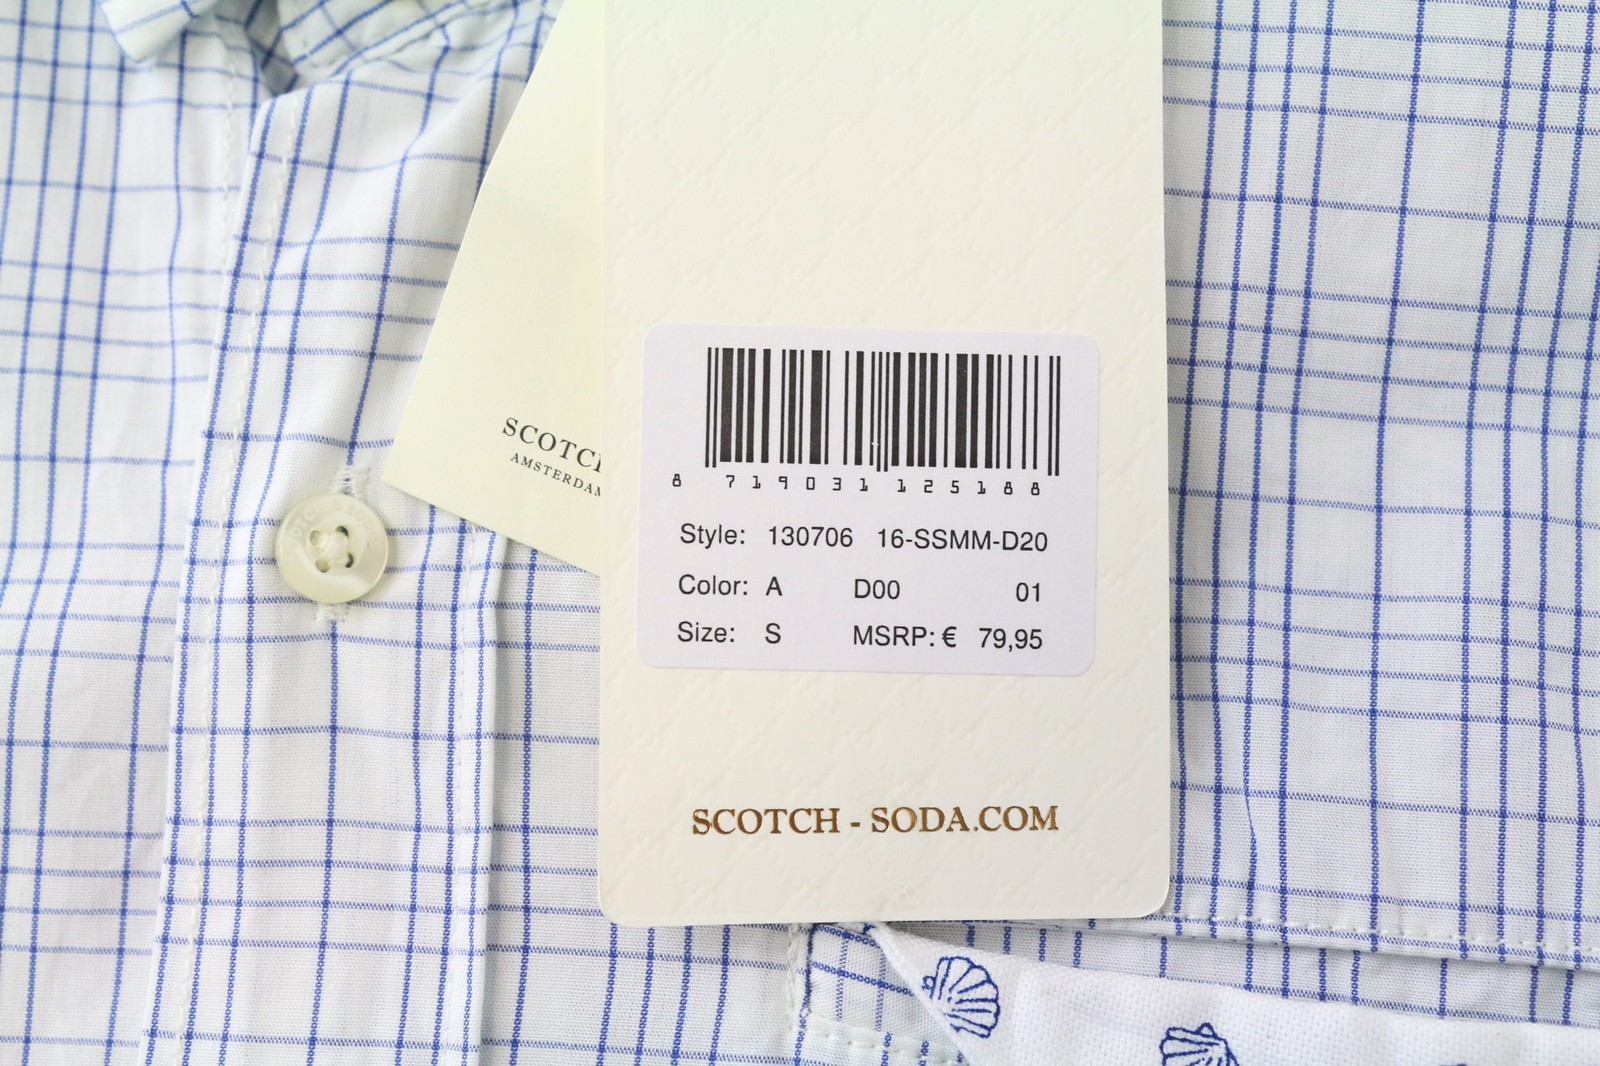 SCOTCH
AMSTERDAM
8 719031 125188
Style: 130706 16-SSMM-D20
Color: A D00 01
Size: S MSRP: € 79,95
SCOTCH - SODA.COM